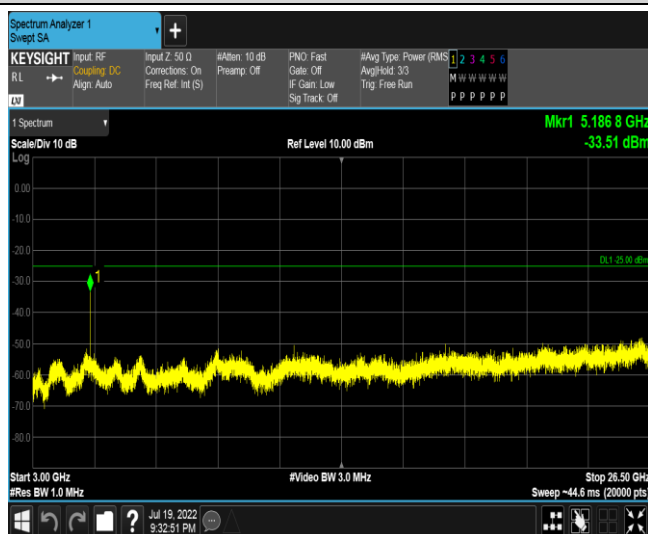 Spectrum Analyzer 1
Swept SA
KEYSIGHT
RL
LXI
Input: RF
Coupling: DC
Align: Auto
Input Z: 50 Ω
Corrections: On
Freq Ref: Int (S)
#Atten: 10 dB
Preamp: Off
PNO: Fast
Gate: Off
IF Gain: Low
Sig Track: Off
#Avg Type: Power (RMS
Avg|Hold: 3/3
Trig: Free Run
1 2 3 4 5 6
M W W W W W
P P P P P P
1 Spectrum
Mkr1 5.186 8 GHz
-33.51 dBm
Scale/Div 10 dB
Ref Level 10.00 dBm
Log
0.00
-10.0
-20.0
DL1 -25.00 dBm
1
-30.0
-40.0
-50.0
-60.0
-70.0
-80.0
Start 3.00 GHz
#Video BW 3.0 MHz
Stop 26.50 GHz
#Res BW 1.0 MHz
Sweep ~44.6 ms (20000 pts)
Jul 19, 2022
9:32:51 PM